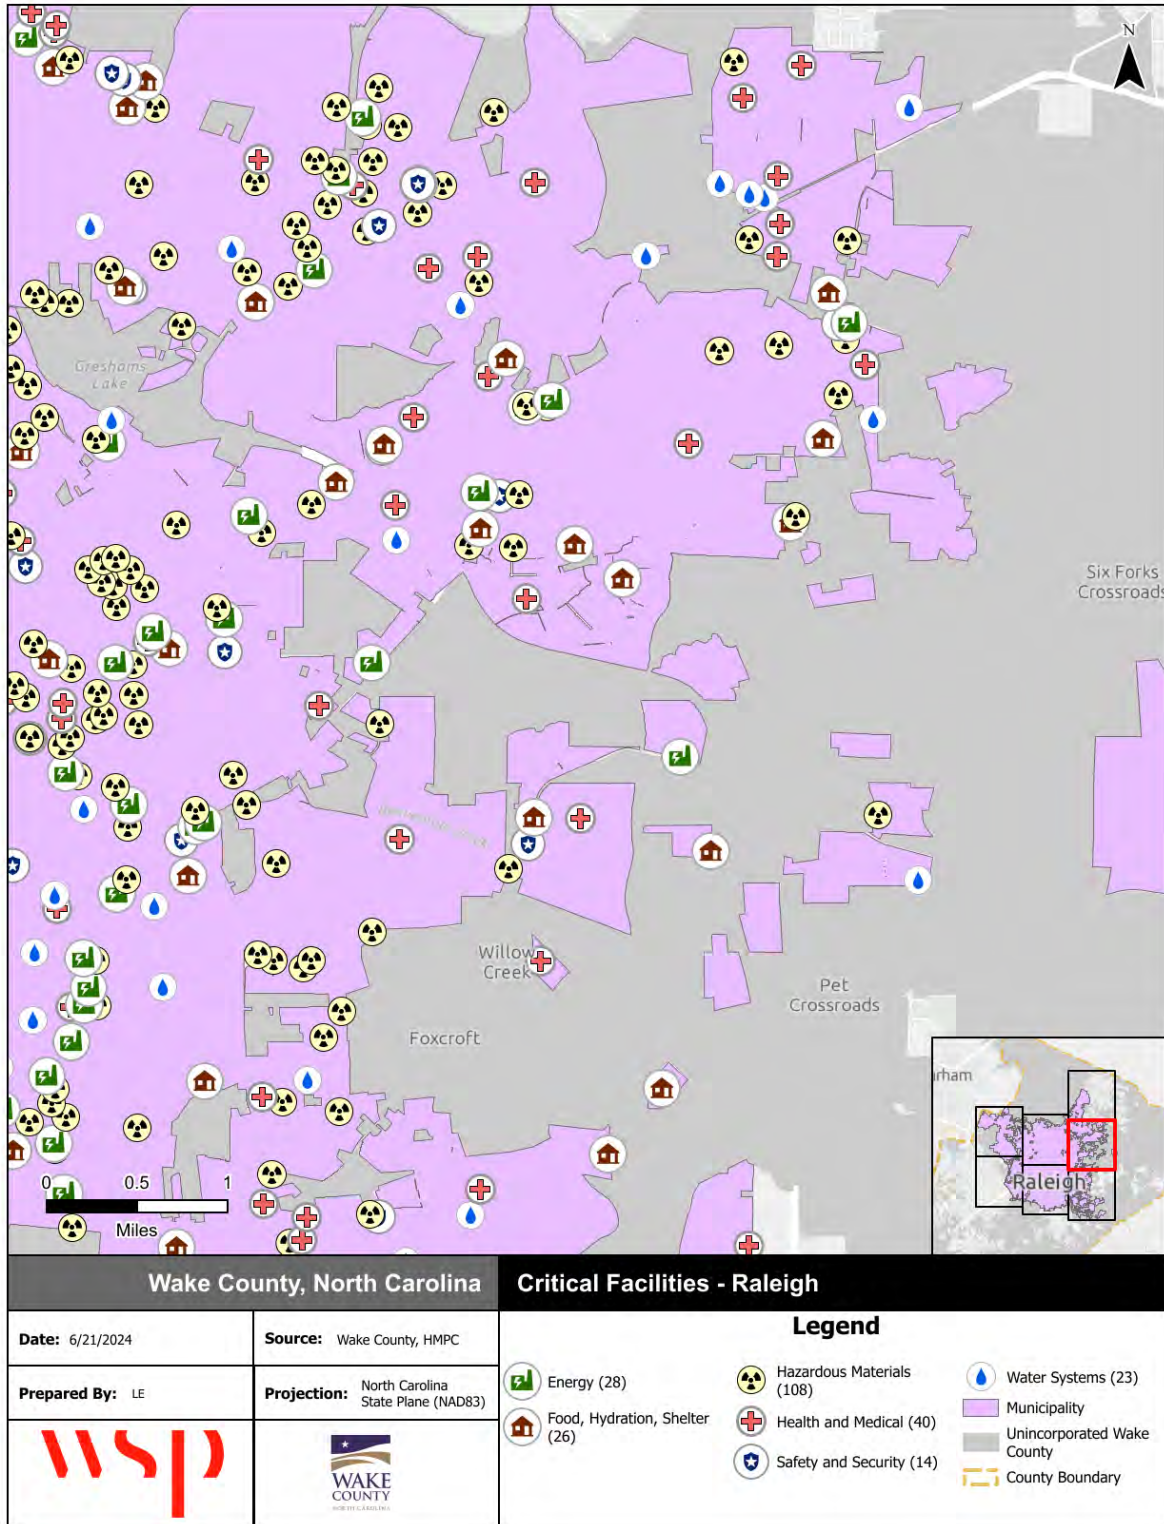 N
Greshams
Lake
Six Forks
Crossroads
Willow
Creek
Pet
Crossroads
Foxcroft
0 0.5 1
Miles
arham
Raleigh
Wake County, North Carolina
Critical Facilities - Raleigh
Date: 6/21/2024
Source: Wake County, HMPC
Prepared By: LE
Projection: North Carolina
State Plane (NAD83)
wsp
WAKE
COUNTY
NORTH CAROLINA
Legend
Energy (28)
Food, Hydration, Shelter
(26)
Hazardous Materials
(108)
Health and Medical (40)
Safety and Security (14)
Water Systems (23)
Municipality
Unincorporated Wake
County
County Boundary